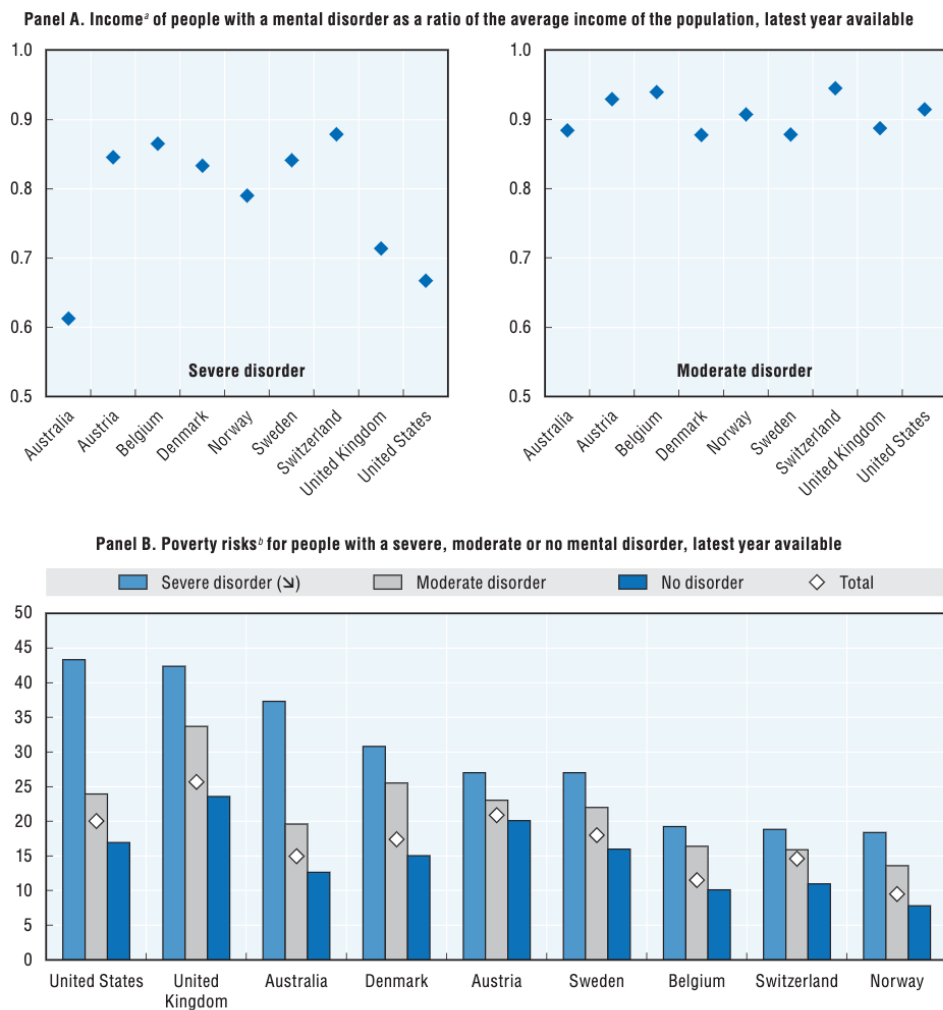 Panel A. Incomeᵃ of people with a mental disorder as a ratio of the average income of the population, latest year available
1.0
0.9
0.8
0.7
0.6
0.5
Severe disorder
Australia
Austria
Belgium
Denmark
Norway
Sweden
Switzerland
United Kingdom
United States
1.0
0.9
0.8
0.7
0.6
0.5
Moderate disorder
Australia
Austria
Belgium
Denmark
Norway
Sweden
Switzerland
United Kingdom
United States
Panel B. Poverty risksᵇ for people with a severe, moderate or no mental disorder, latest year available
Severe disorder (↘) Moderate disorder No disorder Total
50
45
40
35
30
25
20
15
10
5
0
United States
United
Kingdom
Australia
Denmark
Austria
Sweden
Belgium
Switzerland
Norway